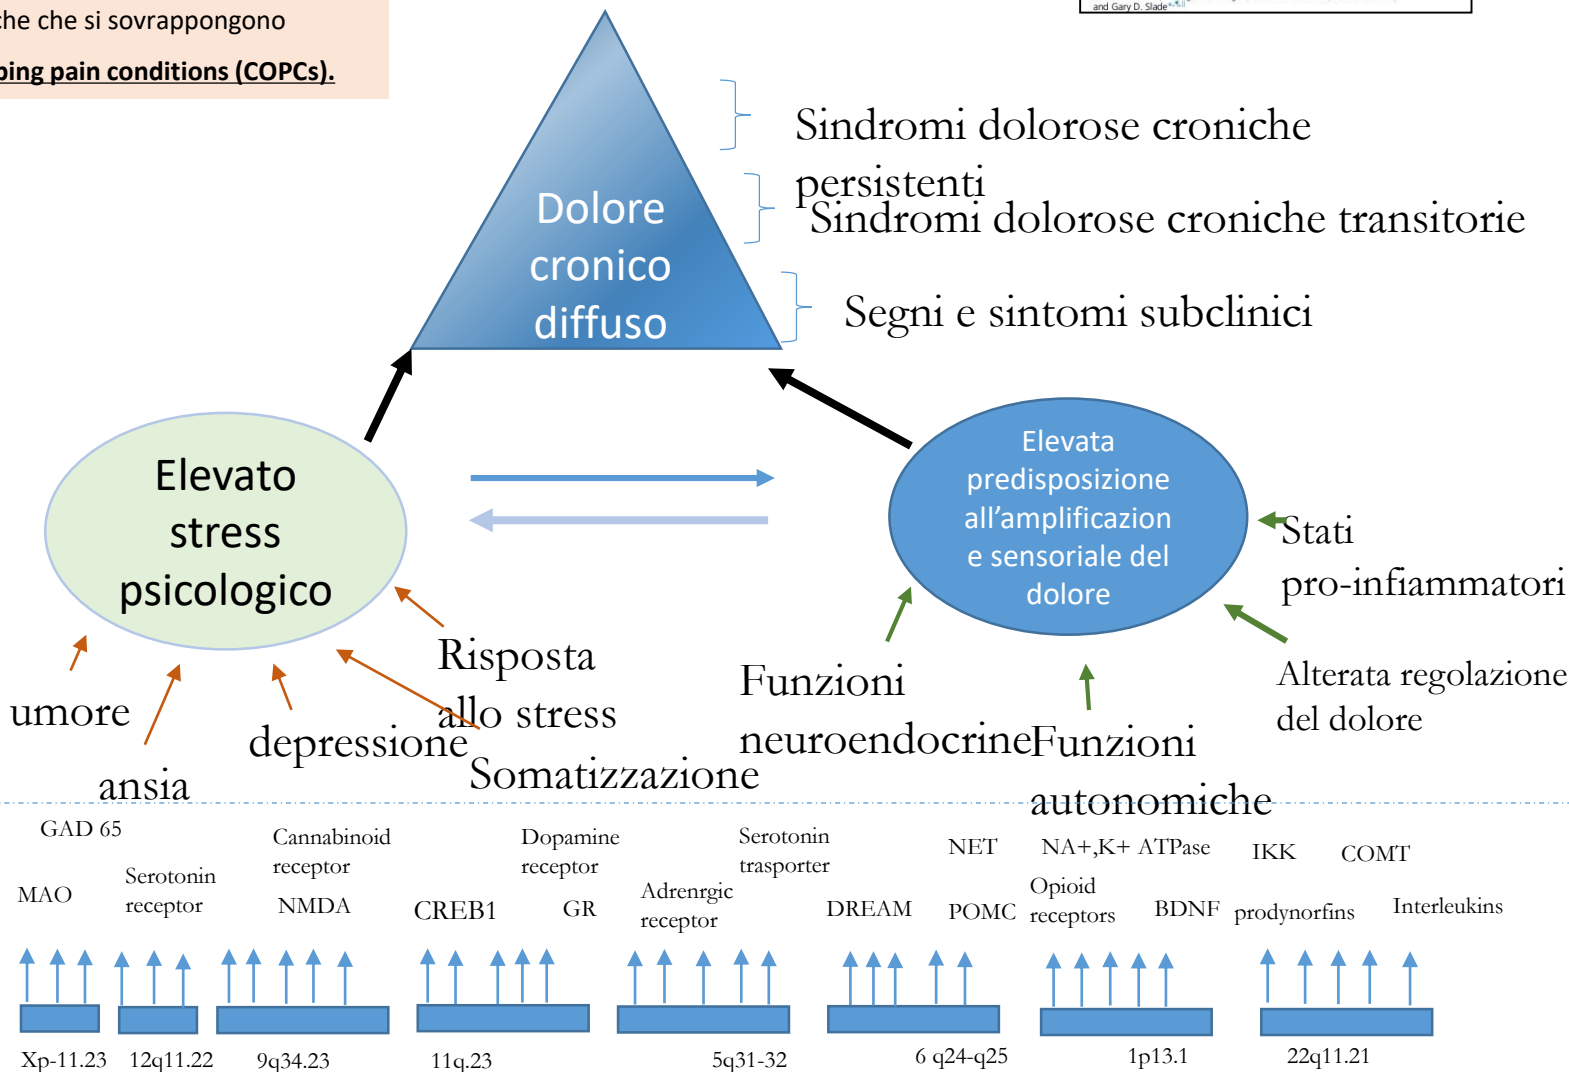 che che si sovrappongono
ping pain conditions (COPCs).
and Gary D. Slade
Sindromi dolorose croniche
persistenti
Sindromi dolorose croniche transitorie
Segni e sintomi subclinici
Dolore
cronico
diffuso
Elevato
stress
psicologico
Elevata
predisposizione
all’amplificazion
e sensoriale del
dolore
Stati
pro-infiammatori
Alterata regolazione
del dolore
Risposta
allo stress
Funzioni
neuroendocrine
Funzioni
autonomiche
umore
ansia
depressione
Somatizzazione
GAD 65
MAO
Serotonin
receptor
Cannabinoid
receptor
NMDA
CREB1
Dopamine
receptor
GR
Adrenrgic
receptor
Serotonin
trasporter
DREAM
NET
POMC
NA+,K+ ATPase
Opioid
receptors
BDNF
IKK
COMT
prodynorfins
Interleukins
Xp-11.23
12q11.22
9q34.23
11q.23
5q31-32
6 q24-q25
1p13.1
22q11.21